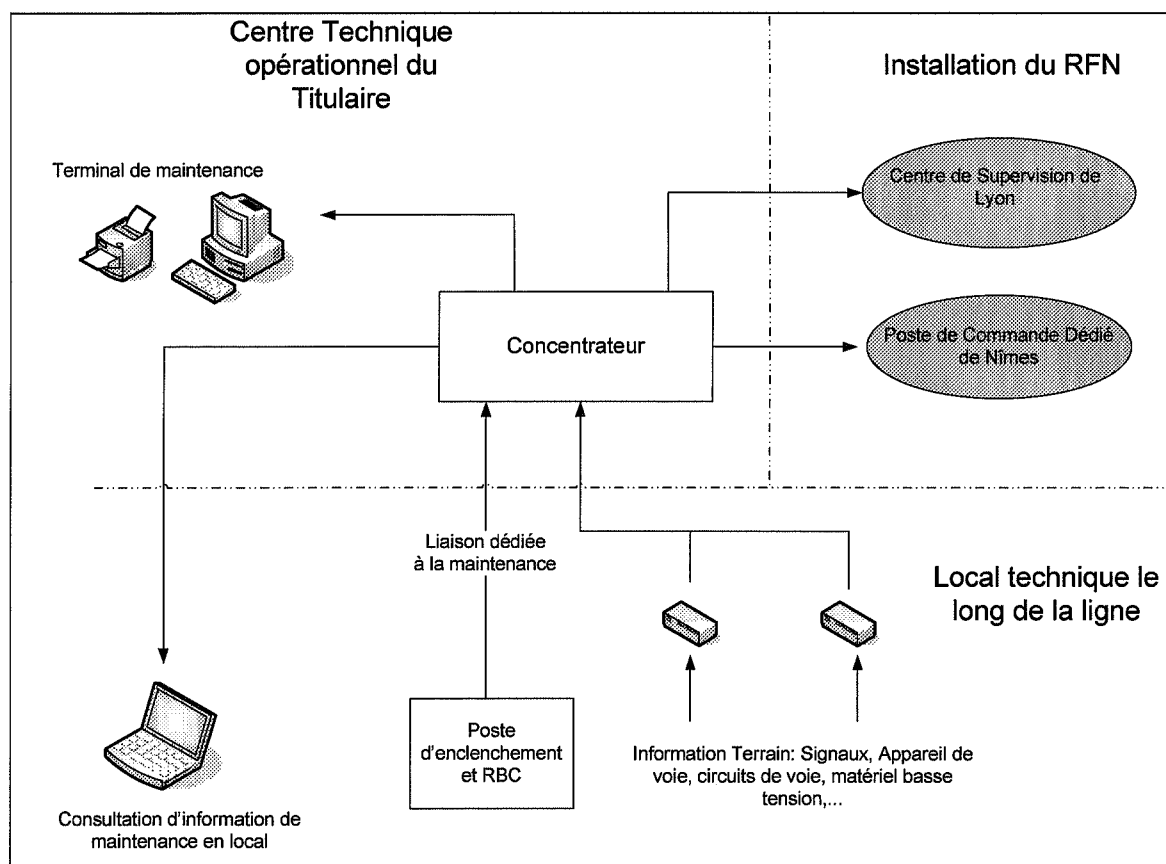 Centre Technique
opérationnel du
Titulaire
Installation du RFN
Terminal de maintenance
Centre de Supervision de
Lyon
Concentrateur
Poste de Commande Dédié
de Nîmes
Liaison dédiée
à la maintenance
Local technique le
long de la ligne
Poste
d'enclenchement
et RBC
Information Terrain: Signaux, Appareil de
voie, circuits de voie, matériel basse
tension,...
Consultation d'information de
maintenance en local